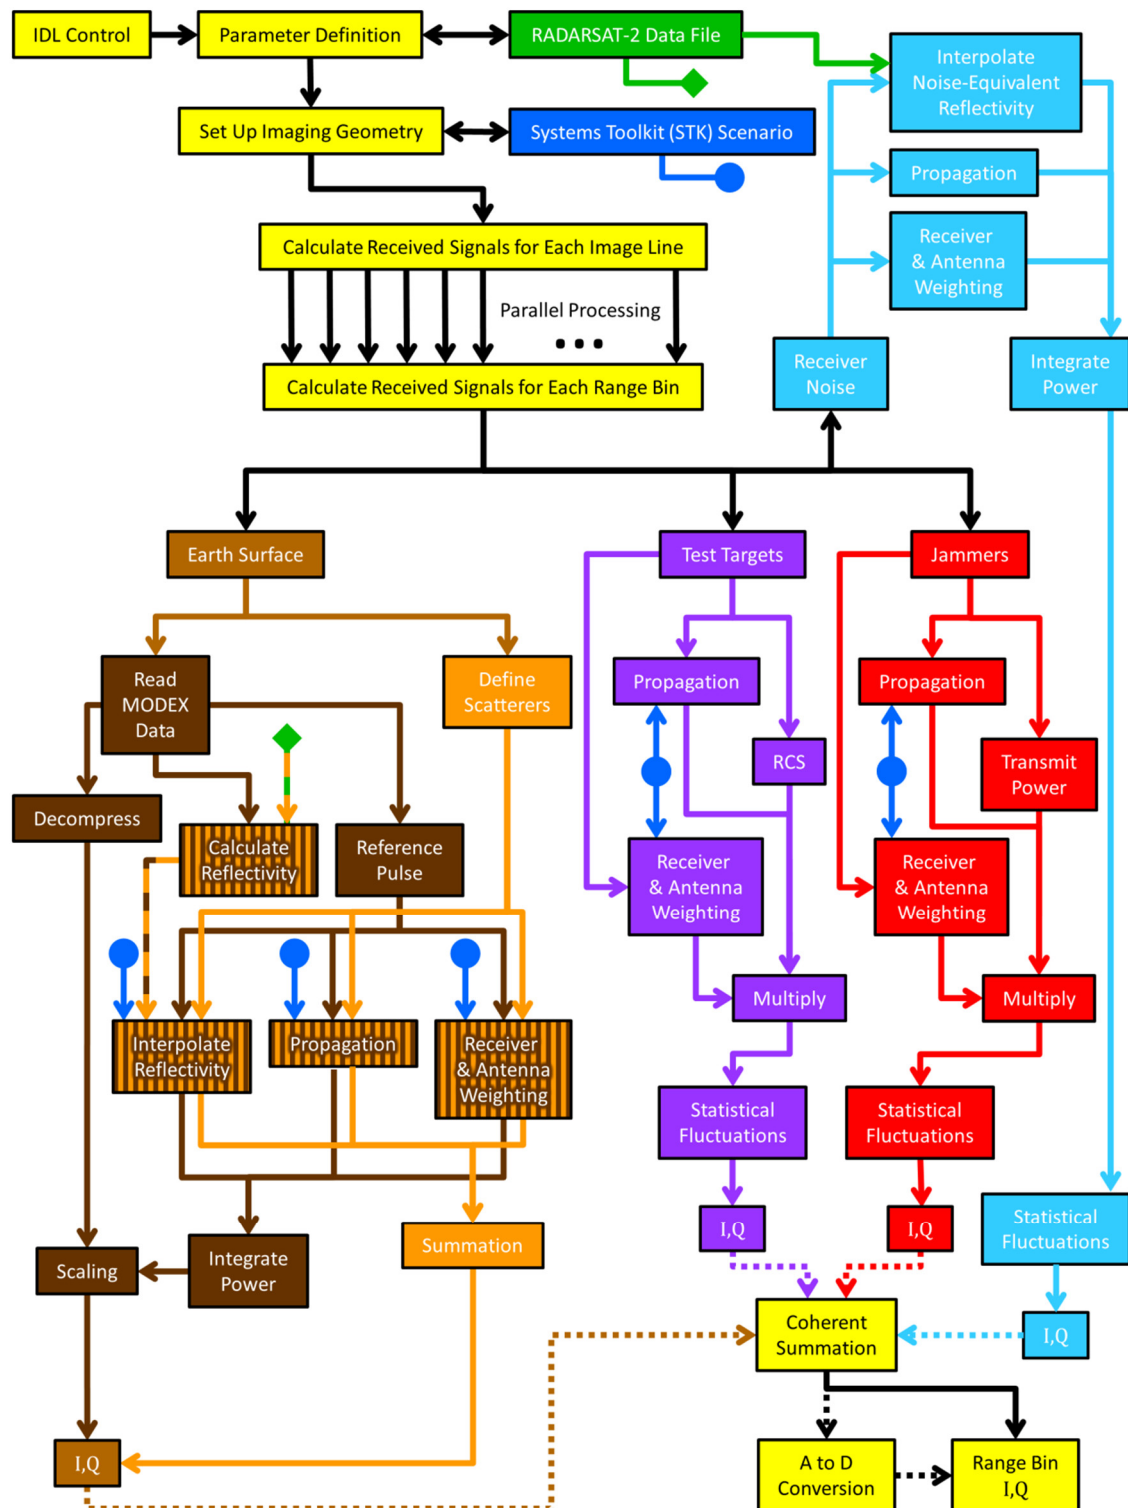 IDL Control
Parameter Definition
RADARSAT-2 Data File
Interpolate
Noise-Equivalent
Reflectivity
Set Up Imaging Geometry
Systems Toolkit (STK) Scenario
Propagation
Receiver
& Antenna
Weighting
Calculate Received Signals for Each Image Line
Parallel Processing
...
Calculate Received Signals for Each Range Bin
Receiver
Noise
Integrate
Power
Earth Surface
Test Targets
Jammers
Read
MODEX
Data
Define
Scatterers
Propagation
Propagation
RCS
Transmit
Power
Decompress
Calculate
Reflectivity
Reference
Pulse
Receiver
& Antenna
Weighting
Receiver
& Antenna
Weighting
Multiply
Multiply
Interpolate
Reflectivity
Propagation
Receiver
& Antenna
Weighting
Statistical
Fluctuations
Statistical
Fluctuations
I,Q
I,Q
Statistical
Fluctuations
Scaling
Integrate
Power
Summation
Coherent
Summation
I,Q
I,Q
A to D
Conversion
Range Bin
I,Q